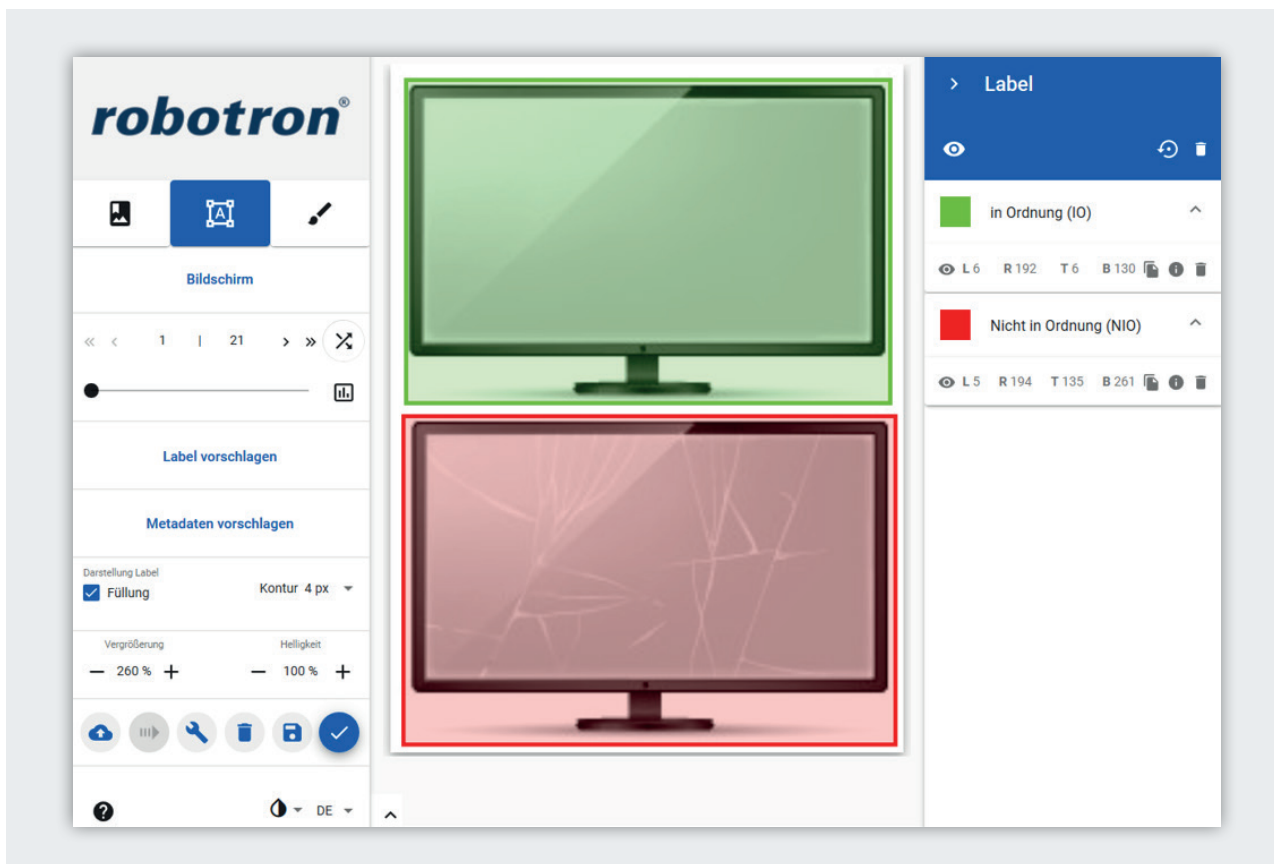 robotron®
A
Bildschirm
1 | 21
Label vorschlagen
Metadaten vorschlagen
Darstellung Label
Füllung
Kontur 4 px
Vergrößerung
Helligkeit
260 %
100 %
DE
Label
in Ordnung (IO)
L 6 R 192 T 6 B 130
Nicht in Ordnung (NIO)
L 5 R 194 T 135 B 261